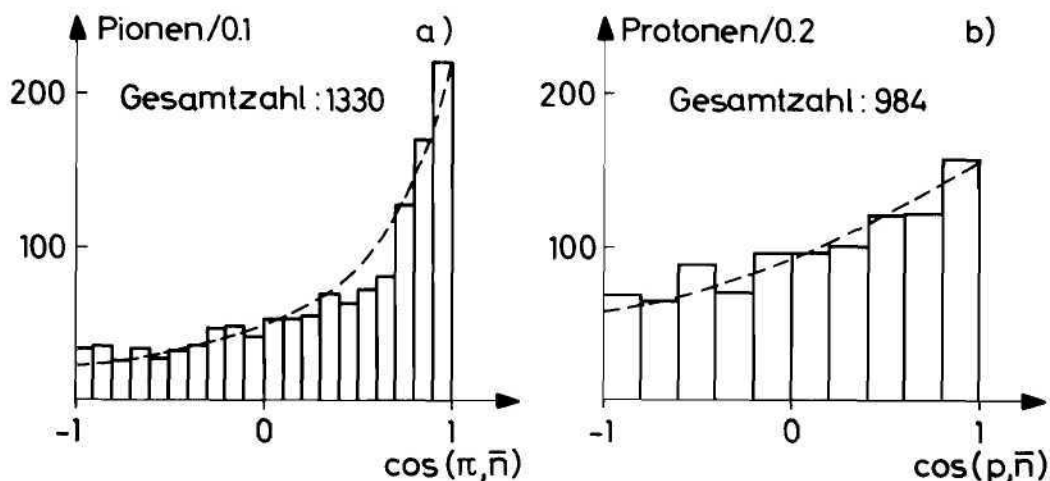 Pionen/0.1
a)
Gesamtzahl : 1330
200
100
-1
0
1
cos(π,n̄)
Protonen/0.2
b)
Gesamtzahl : 984
200
100
-1
0
1
cos(p,n̄)